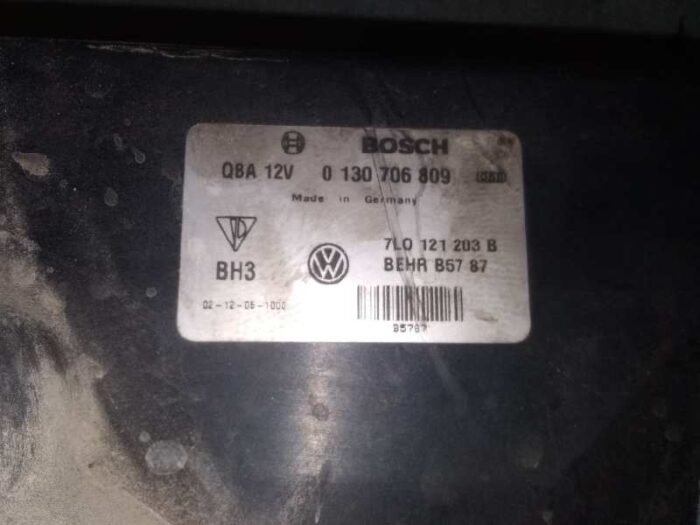 BOSCH
QBA 12V 0 130 706 809
Made in Germany
7L0 121 203 B
BH3 BEHR B57 87
02-12-05-1000
B5787